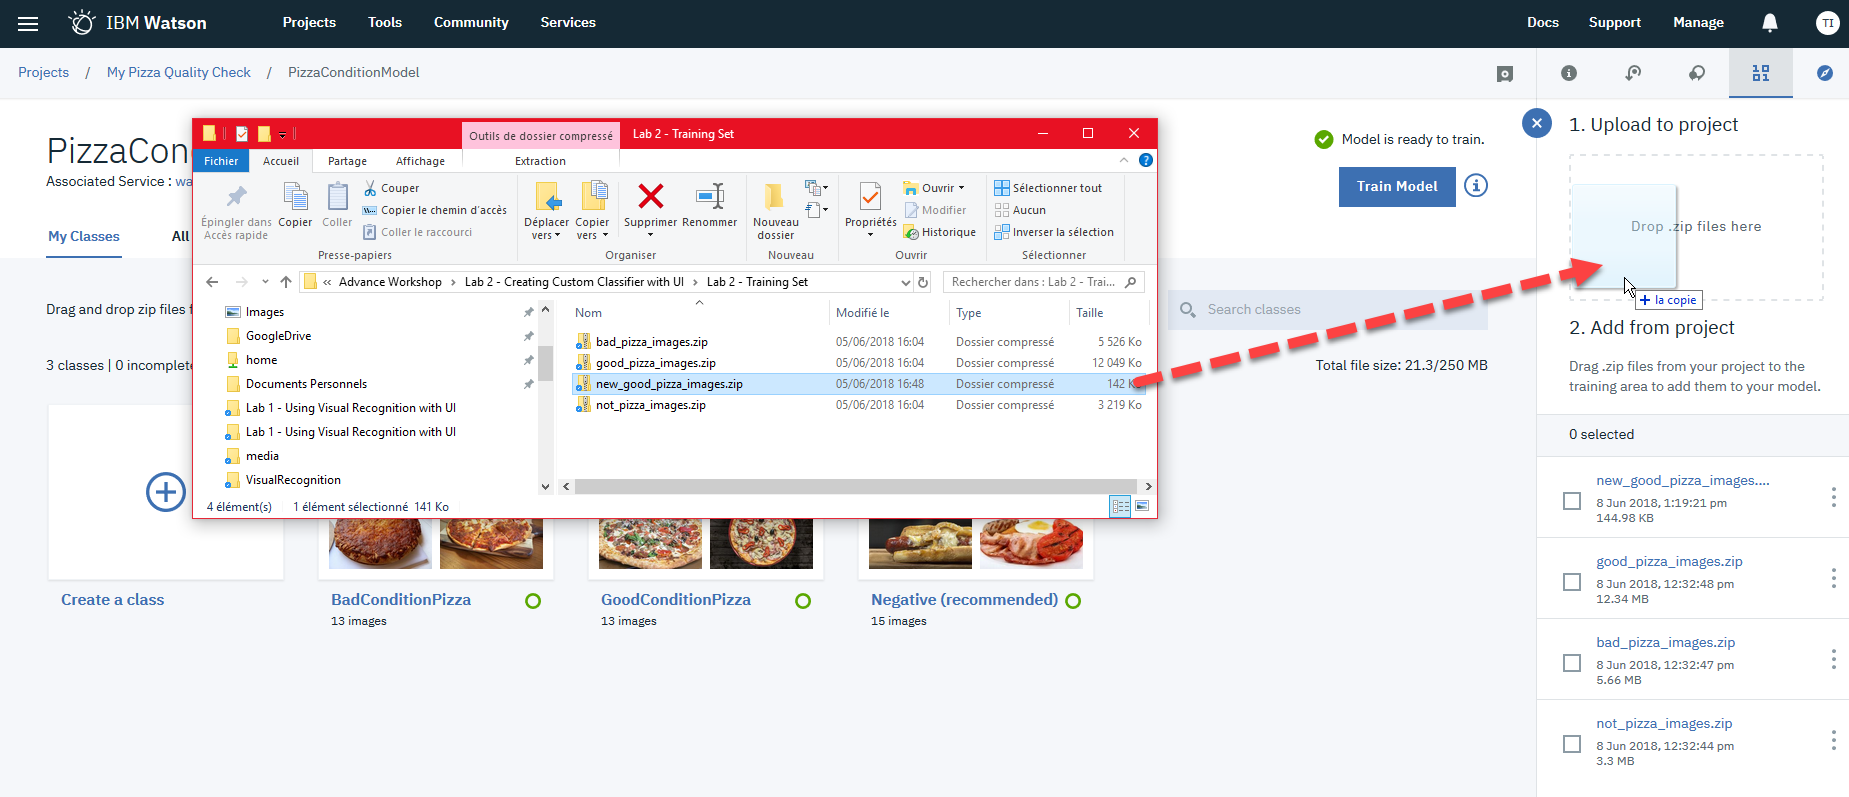 IBM Watson
Projects
Tools
Community
Services
Docs
Support
Manage
TI
Projects / My Pizza Quality Check / PizzaConditionModel
PizzaCon
Associated Service : wa
My Classes
All
Drag and drop zip files
3 classes | 0 incomplete
Model is ready to train.
Train Model
Search classes
Total file size: 21.3/250 MB
Outils de dossier compressé
Lab 2 - Training Set
Fichier
Accueil
Partage
Affichage
Extraction
Épingler dans
Accès rapide
Copier
Coller
Couper
Copier le chemin d'accès
Coller le raccourci
Presse-papiers
Déplacer
vers
Copier
vers
Supprimer
Renommer
Organiser
Nouveau
dossier
Nouveau
Propriétés
Ouvrir
Modifier
Historique
Ouvrir
Sélectionner tout
Aucun
Inverser la sélection
Sélectionner
« Advance Workshop > Lab 2 - Creating Custom Classifier with UI > Lab 2 - Training Set
Rechercher dans : Lab 2 - Trai...
Images
GoogleDrive
home
Documents Personnels
Lab 1 - Using Visual Recognition with UI
Lab 1 - Using Visual Recognition with UI
media
VisualRecognition
Nom Modifié le Type Taille
bad_pizza_images.zip 05/06/2018 16:04 Dossier compressé 5 526 Ko
good_pizza_images.zip 05/06/2018 16:04 Dossier compressé 12 049 Ko
new_good_pizza_images.zip 05/06/2018 16:48 Dossier compressé 142 Ko
not_pizza_images.zip 05/06/2018 16:04 Dossier compressé 3 219 Ko
4 élément(s) 1 élément sélectionné 141 Ko
Create a class
BadConditionPizza
13 images
GoodConditionPizza
13 images
Negative (recommended)
15 images
1. Upload to project
Drop .zip files here
+ la copie
2. Add from project
Drag .zip files from your project to the
training area to add them to your model.
0 selected
new_good_pizza_images....
8 Jun 2018, 1:19:21 pm
144.98 KB
good_pizza_images.zip
8 Jun 2018, 12:32:48 pm
12.34 MB
bad_pizza_images.zip
8 Jun 2018, 12:32:47 pm
5.66 MB
not_pizza_images.zip
8 Jun 2018, 12:32:44 pm
3.3 MB